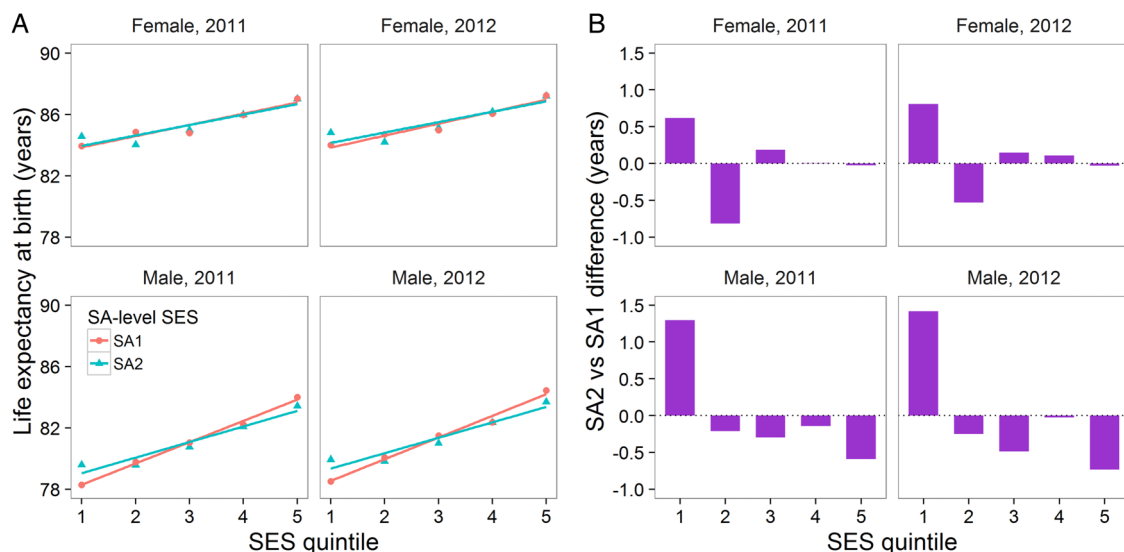 A
Female, 2011
Female, 2012
90
86
82
78
Male, 2011
Male, 2012
90
86
82
78
SA-level SES
SA1
SA2
Life expectancy at birth (years)
1 2 3 4 5
1 2 3 4 5
SES quintile
B
Female, 2011
Female, 2012
1.5
1.0
0.5
0.0
-0.5
-1.0
Male, 2011
Male, 2012
1.5
1.0
0.5
0.0
-0.5
-1.0
SA2 vs SA1 difference (years)
1 2 3 4 5
1 2 3 4 5
SES quintile